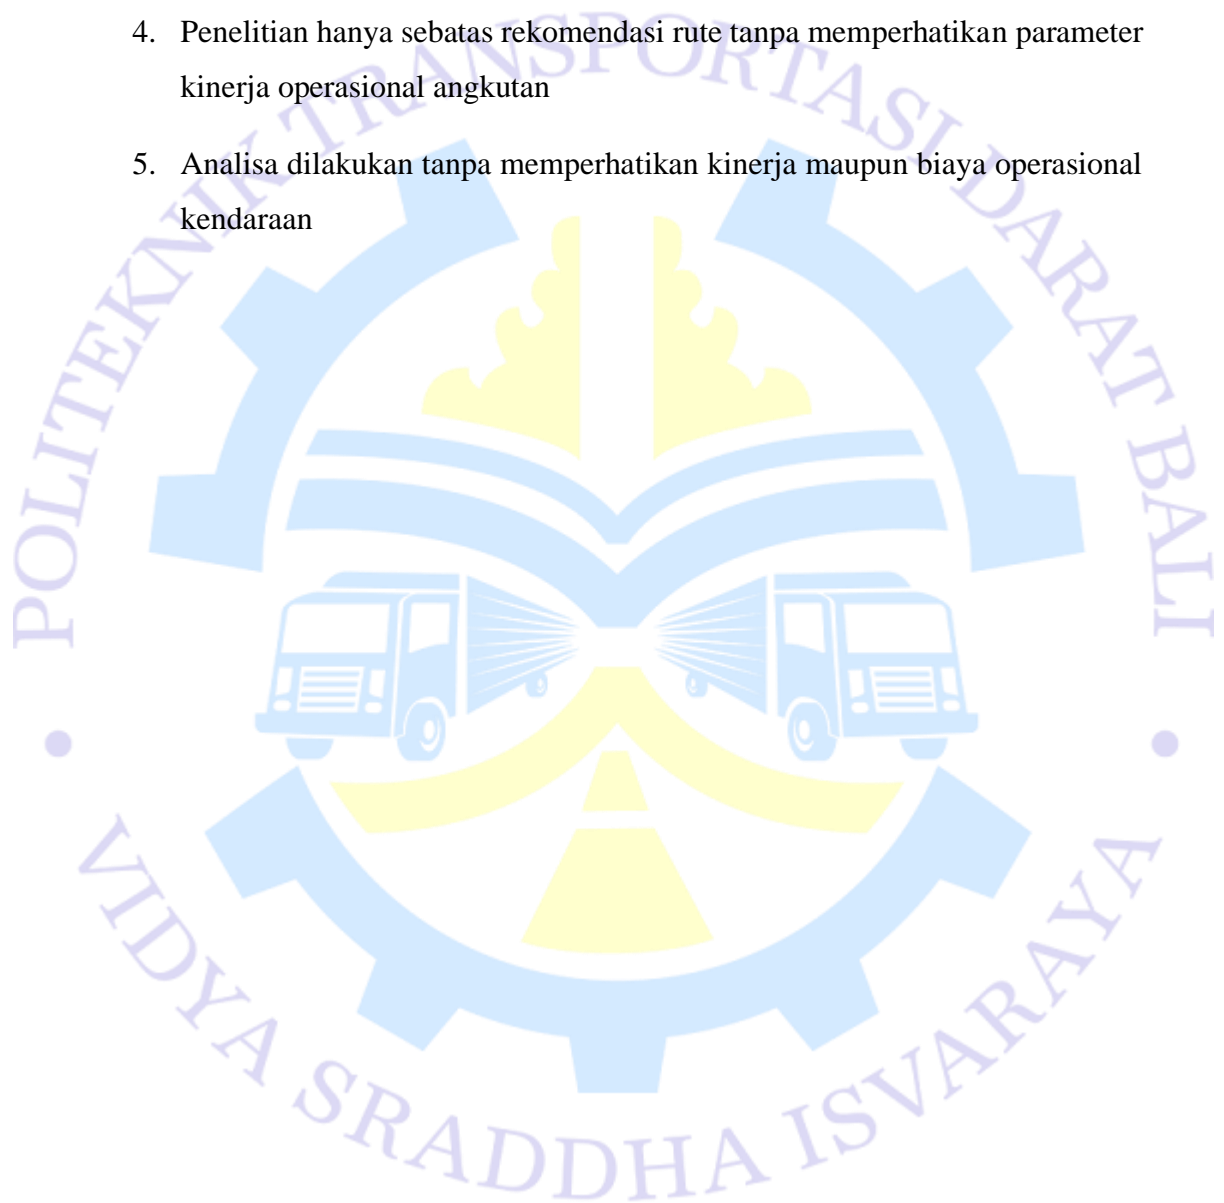 4. Penelitian hanya sebatas rekomendasi rute tanpa memperhatikan parameter
kinerja operasional angkutan
5. Analisa dilakukan tanpa memperhatikan kinerja maupun biaya operasional
kendaraan
POLITEKNIK TRANSPORTASI DARAT BALI
VIDYA SRADDHA ISVARAYA